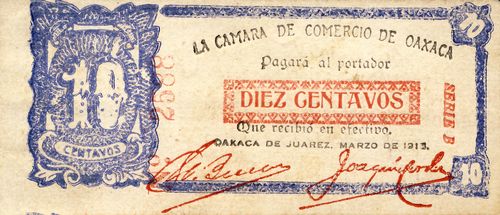 10
CENTAVOS
2588
LA CAMARA DE COMERCIO DE OAXACA
Pagará al portador
DIEZ CENTAVOS
Que recibió en efectivo.
OAXACA DE JUAREZ, MARZO DE 1915.
SERIE B
10
10